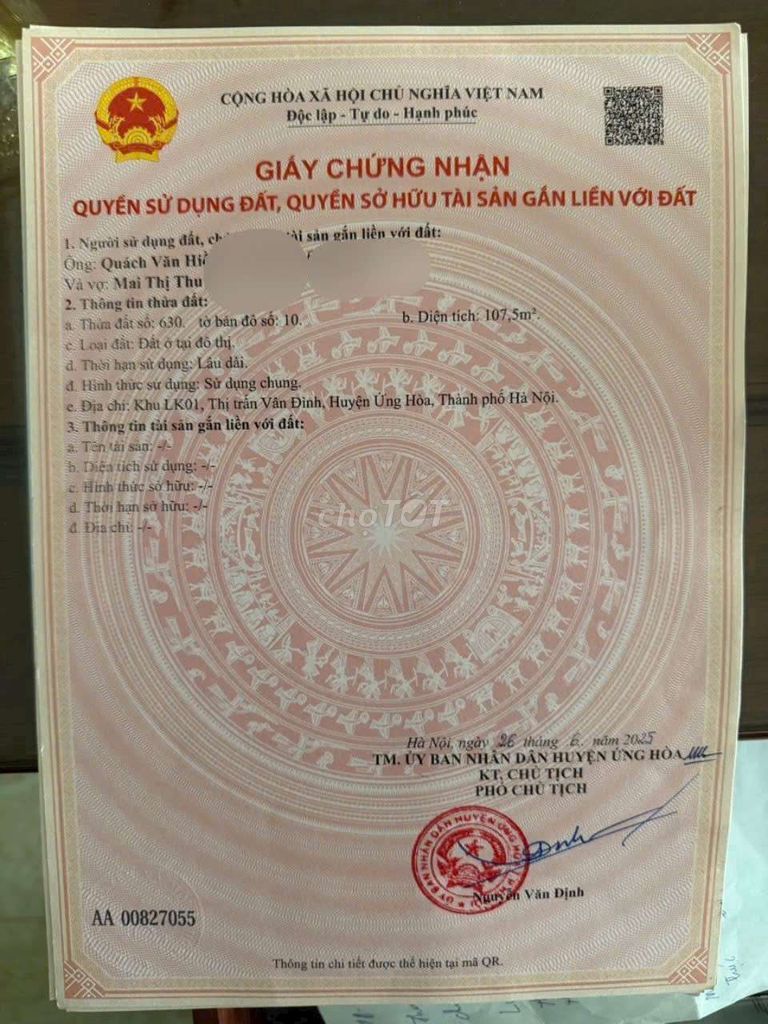 CỘNG HÒA XÃ HỘI CHỦ NGHĨA VIỆT NAM
Độc lập - Tự do - Hạnh phúc
GIẤY CHỨNG NHẬN
QUYỀN SỬ DỤNG ĐẤT, QUYỀN SỞ HỮU TÀI SẢN GẮN LIỀN VỚI ĐẤT
1. Người sử dụng đất, tài sản gắn liền với đất:
Ông: Quách Văn
Và vợ: Mai Thị Thu
2. Thông tin thửa đất:
a. Thửa đất số: 630. tờ bản đồ số: 10. b. Diện tích: 107,5m².
c. Loại đất: Đất ở tại đô thị.
d. Thời hạn sử dụng: Lâu dài.
đ. Hình thức sử dụng: Sử dụng chung.
e. Địa chỉ: Khu LK01, Thị trấn Vân Đình, Huyện Ứng Hòa, Thành phố Hà Nội.
3. Thông tin tài sản gắn liền với đất:
a. Tên tài sản: -/-
b. Diện tích sử dụng: -/-
c. Hình thức sở hữu: -/-
d. Thời hạn sở hữu: -/-
đ. Địa chỉ: -/-
choTỐT
Hà Nội, ngày 26 tháng 6 năm 2025
TM. ỦY BAN NHÂN DÂN HUYỆN ỨNG HÒA
KT, CHỦ TỊCH
PHÓ CHỦ TỊCH
ỦY BAN NHÂN DÂN HUYỆN ỨNG
Nguyễn Văn Định
AA 00827055
Thông tin chi tiết được thể hiện tại mã QR.